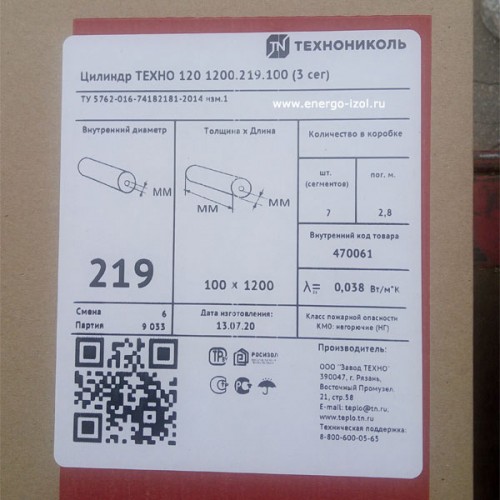 TN ТЕХНОНИКОЛЬ
Цилиндр ТЕХНО 120 1200.219.100 (3 сег)
ТУ 5762-016-74182181-2014 изм.1
www.energo-izol.ru
Внутренний диаметр
Толщина х Длина
Количество в коробке
мм
мм
мм
шт.
(сегментов)
пог. м.
7
2,8
Внутренний код товара
470061
219
100 x 1200
λ=
0,038 Вт/м*К
Смена 6
Партия 9 033
Дата изготовления:
13.07.20
Класс пожарной опасности
КМ0: негорючие (НГ)
РОСИЗОЛ
Производитель:
ООО "Завод ТЕХНО"
390047, г. Рязань,
Восточный Промузел
21, стр.58
E-mail: teplo@tn.ru,
www.teplo.tn.ru
Техническая поддержка:
8-800-600-05-65